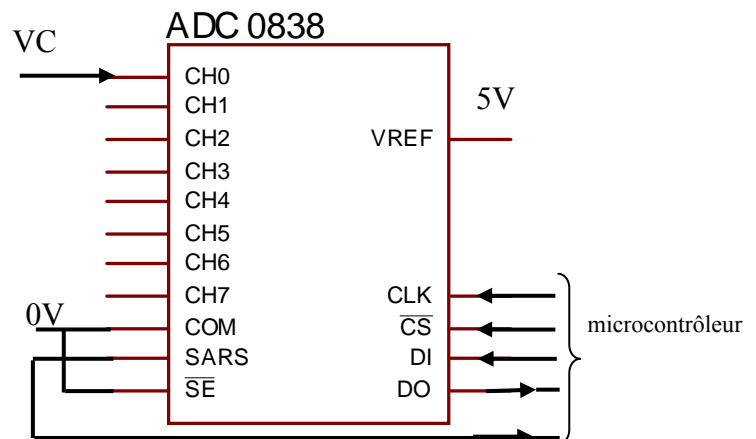 ADC 0838
VC
CH0
CH1
5V
CH2
VREF
CH3
CH4
CH5
CH6
CH7
CLK
0V
COM
CS
microcontrôleur
SARS
DI
SE
DO